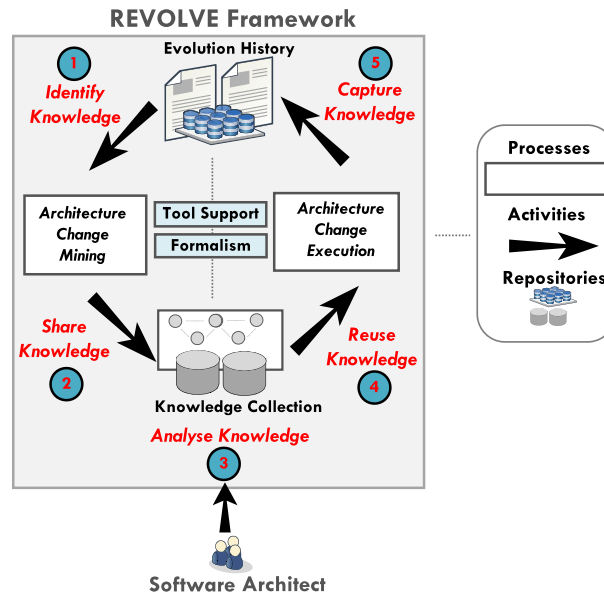 REVOLVE Framework
Evolution History
1
Identify
Knowledge
5
Capture
Knowledge
Architecture
Change
Mining
Tool Support
Formalism
Architecture
Change
Execution
Share
Knowledge
2
Reuse
Knowledge
4
Knowledge Collection
Analyse Knowledge
3
Software Architect
Processes
Activities
Repositories